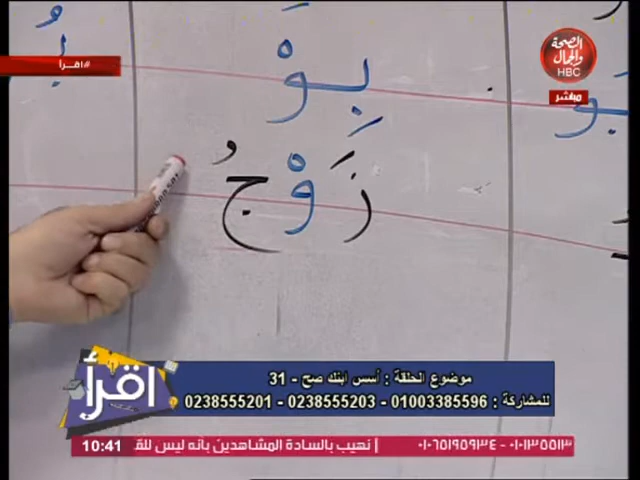 الصحة
والجمال
HBC
مباشر
#اقرأ
بِوْ
بَوْ
زَوْجُ
اقرأ
موضوع الحلقة : أسس ابنك صح - 31
للمشاركة : 01003385596 - 0238555203 - 0238555201
10:41
| نهيب بالسادة المشاهدين بأنه ليس للق